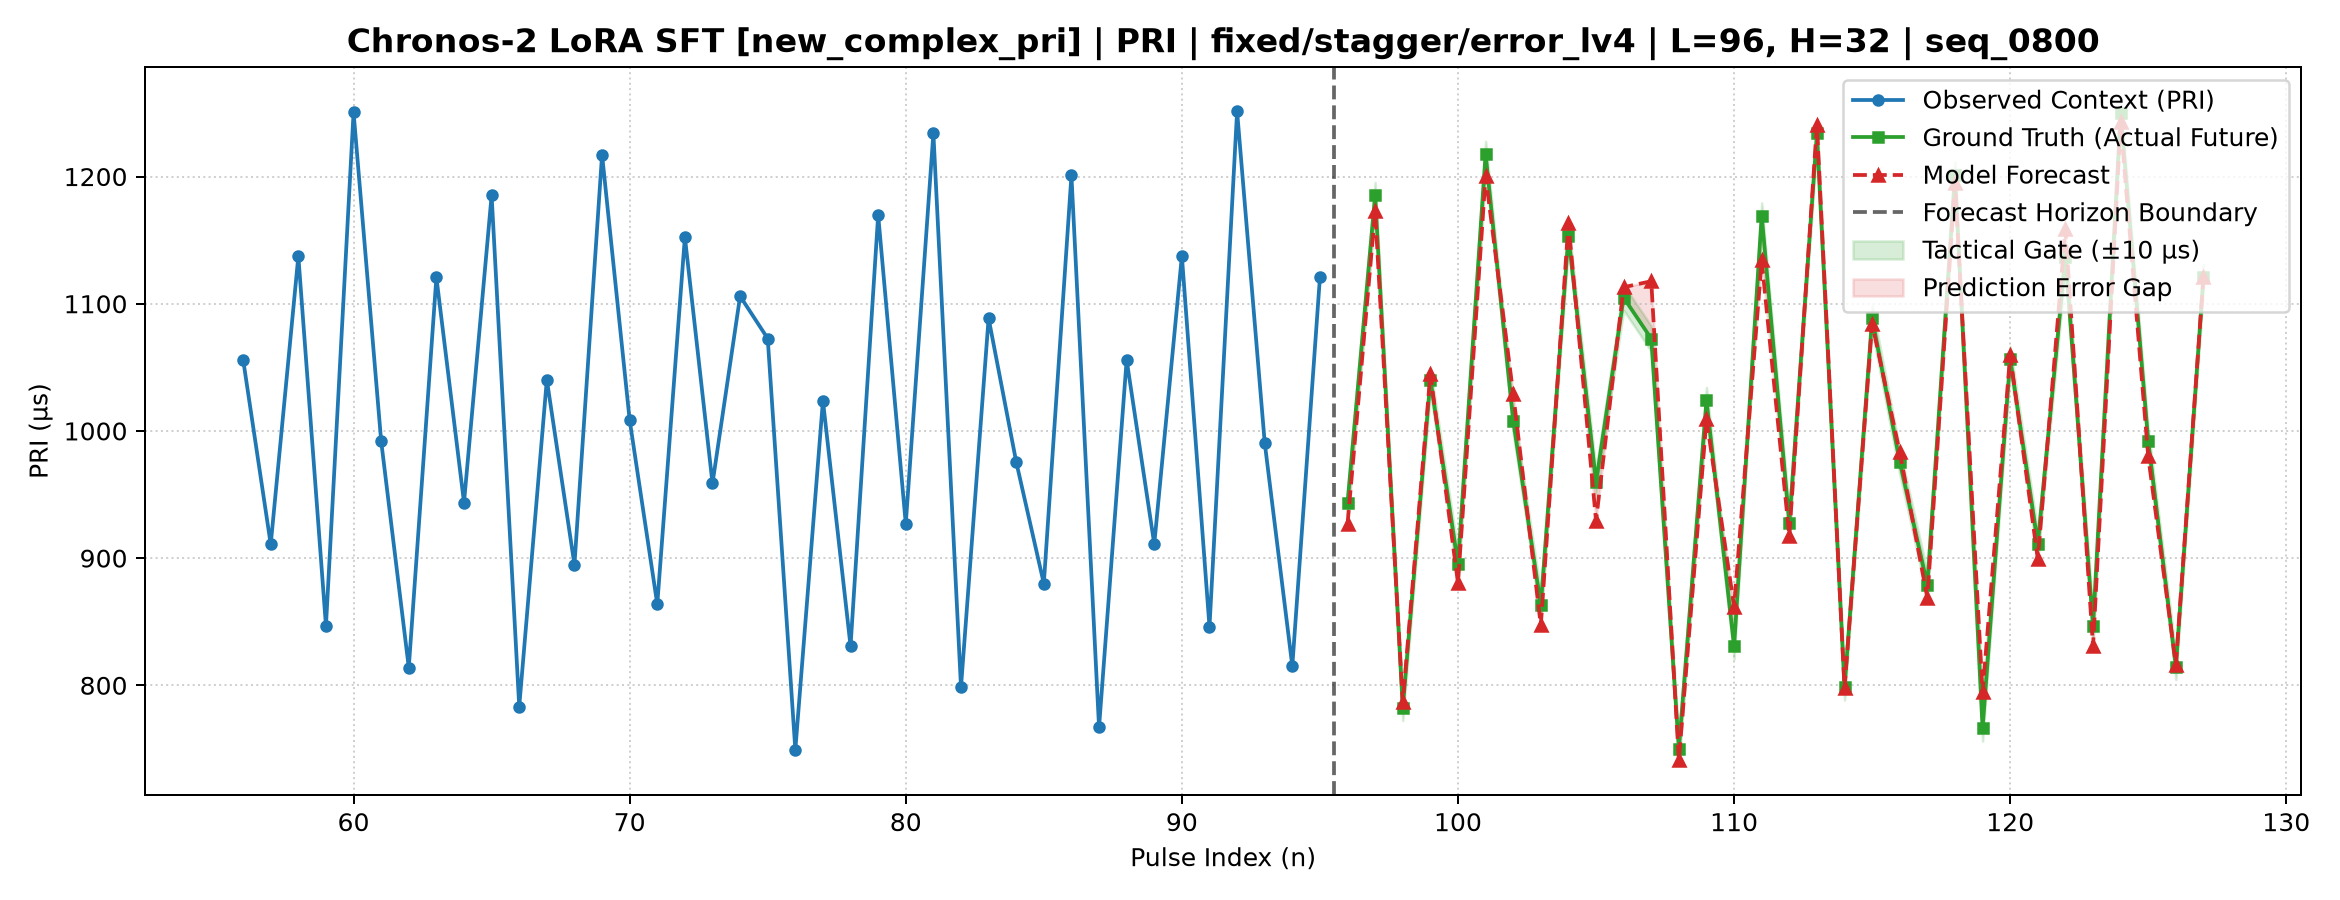 Chronos-2 LoRA SFT [new_complex_pri] | PRI | fixed/stagger/error_lv4 | L=96, H=32 | seq_0800
Observed Context (PRI)
Ground Truth (Actual Future)
Model Forecast
Forecast Horizon Boundary
Tactical Gate (±10 µs)
Prediction Error Gap
PRI (µs)
1200
1100
1000
900
800
60 70 80 90 100 110 120 130
Pulse Index (n)